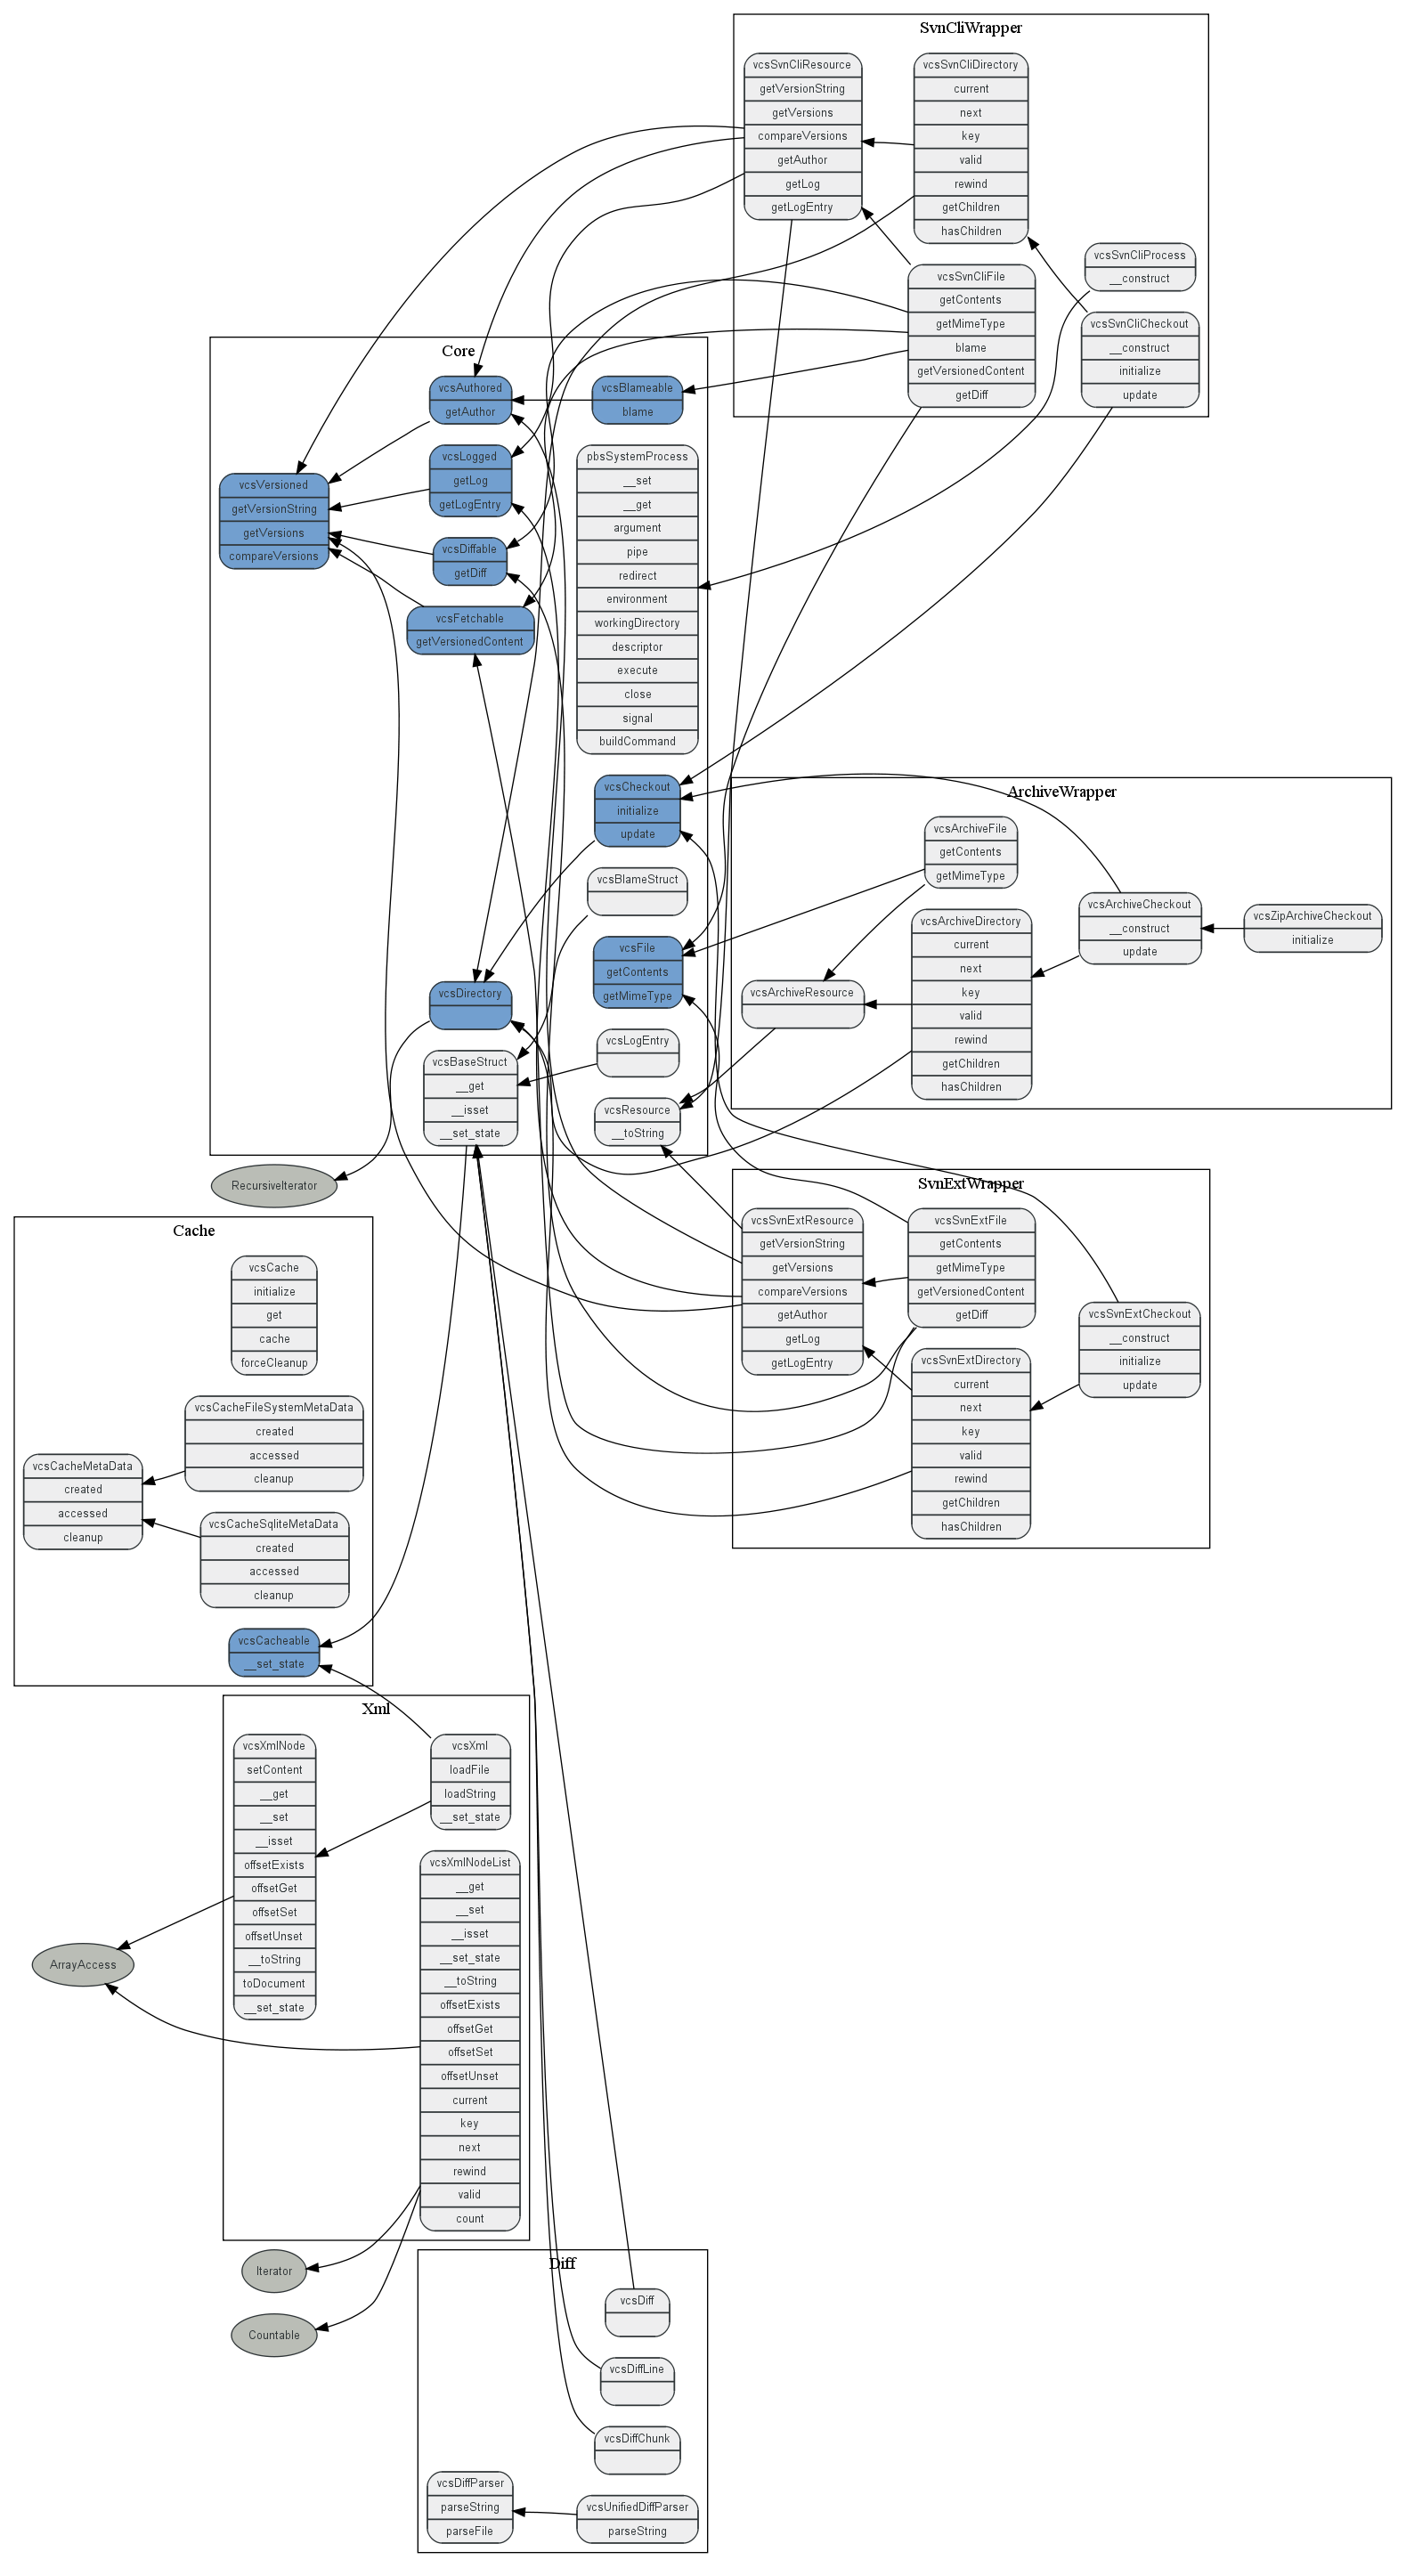 SvnCliWrapper
vcsSvnCliResource
getVersionString
getVersions
compareVersions
getAuthor
getLog
getLogEntry
vcsSvnCliDirectory
current
next
key
valid
rewind
getChildren
hasChildren
vcsSvnCliProcess
__construct
vcsSvnCliFile
getContents
getMimeType
blame
getVersionedContent
getDiff
vcsSvnCliCheckout
__construct
initialize
update
Core
vcsAuthored
getAuthor
vcsBlameable
blame
vcsLogged
getLog
getLogEntry
vcsVersioned
getVersionString
getVersions
compareVersions
vcsDiffable
getDiff
vcsFetchable
getVersionedContent
pbsSystemProcess
__set
__get
argument
pipe
redirect
environment
workingDirectory
descriptor
execute
close
signal
buildCommand
vcsCheckout
initialize
update
vcsBlameStruct
vcsFile
getContents
getMimeType
vcsDirectory
vcsLogEntry
vcsBaseStruct
__get
__isset
__set_state
vcsResource
__toString
ArchiveWrapper
vcsArchiveFile
getContents
getMimeType
vcsArchiveDirectory
current
next
key
valid
rewind
getChildren
hasChildren
vcsArchiveCheckout
__construct
update
vcsZipArchiveCheckout
initialize
vcsArchiveResource
RecursiveIterator
SvnExtWrapper
vcsSvnExtResource
getVersionString
getVersions
compareVersions
getAuthor
getLog
getLogEntry
vcsSvnExtFile
getContents
getMimeType
getVersionedContent
getDiff
vcsSvnExtCheckout
__construct
initialize
update
vcsSvnExtDirectory
current
next
key
valid
rewind
getChildren
hasChildren
Cache
vcsCache
initialize
get
cache
forceCleanup
vcsCacheFileSystemMetaData
created
accessed
cleanup
vcsCacheMetaData
created
accessed
cleanup
vcsCacheSqliteMetaData
created
accessed
cleanup
vcsCacheable
__set_state
Xml
vcsXmlNode
setContent
__get
__set
__isset
offsetExists
offsetGet
offsetSet
offsetUnset
__toString
toDocument
__set_state
vcsXml
loadFile
loadString
__set_state
vcsXmlNodeList
__get
__set
__isset
__set_state
__toString
offsetExists
offsetGet
offsetSet
offsetUnset
current
key
next
rewind
valid
count
ArrayAccess
Iterator
Countable
Diff
vcsDiff
vcsDiffLine
vcsDiffChunk
vcsDiffParser
parseString
parseFile
vcsUnifiedDiffParser
parseString